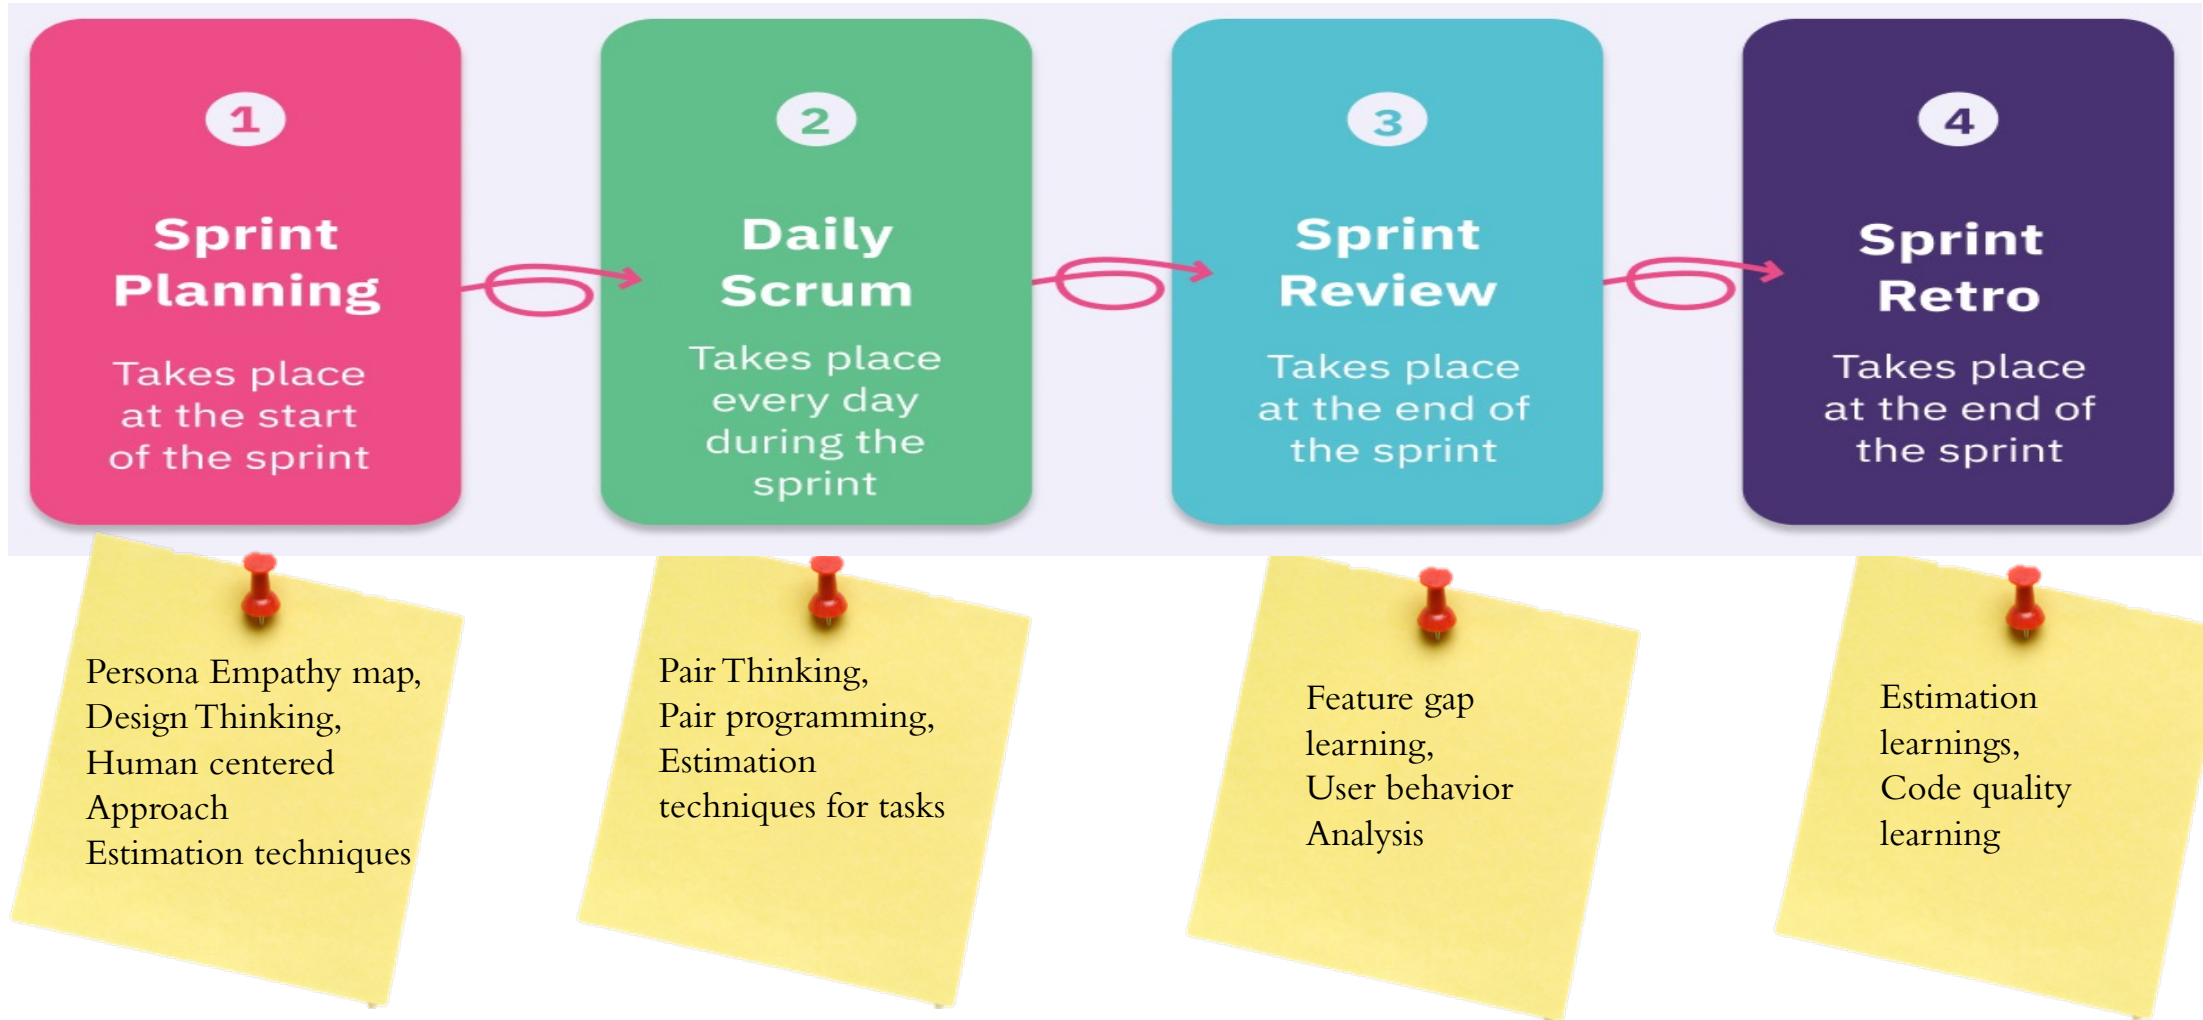 1
Sprint
Planning
Takes place
at the start
of the sprint
2
Daily
Scrum
Takes place
every day
during the
sprint
3
Sprint
Review
Takes place
at the end of
the sprint
4
Sprint
Retro
Takes place
at the end of
the sprint
Persona Empathy map,
Design Thinking,
Human centered
Approach
Estimation techniques
Pair Thinking,
Pair programming,
Estimation
techniques for tasks
Feature gap
learning,
User behavior
Analysis
Estimation
learnings,
Code quality
learning